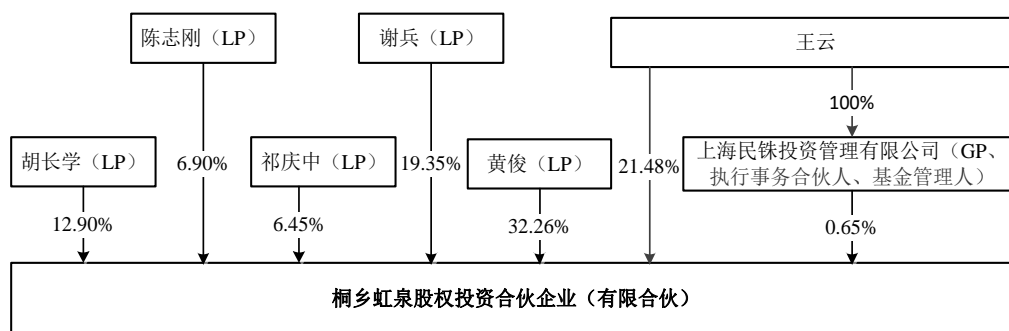 陈志刚（LP）
谢兵（LP）
王云
100%
胡长学（LP）
6.90%
祁庆中（LP）
19.35%
黄俊（LP）
21.48%
上海民铢投资管理有限公司（GP、
执行事务合伙人、基金管理人）
12.90%
6.45%
32.26%
0.65%
桐乡虹泉股权投资合伙企业（有限合伙）